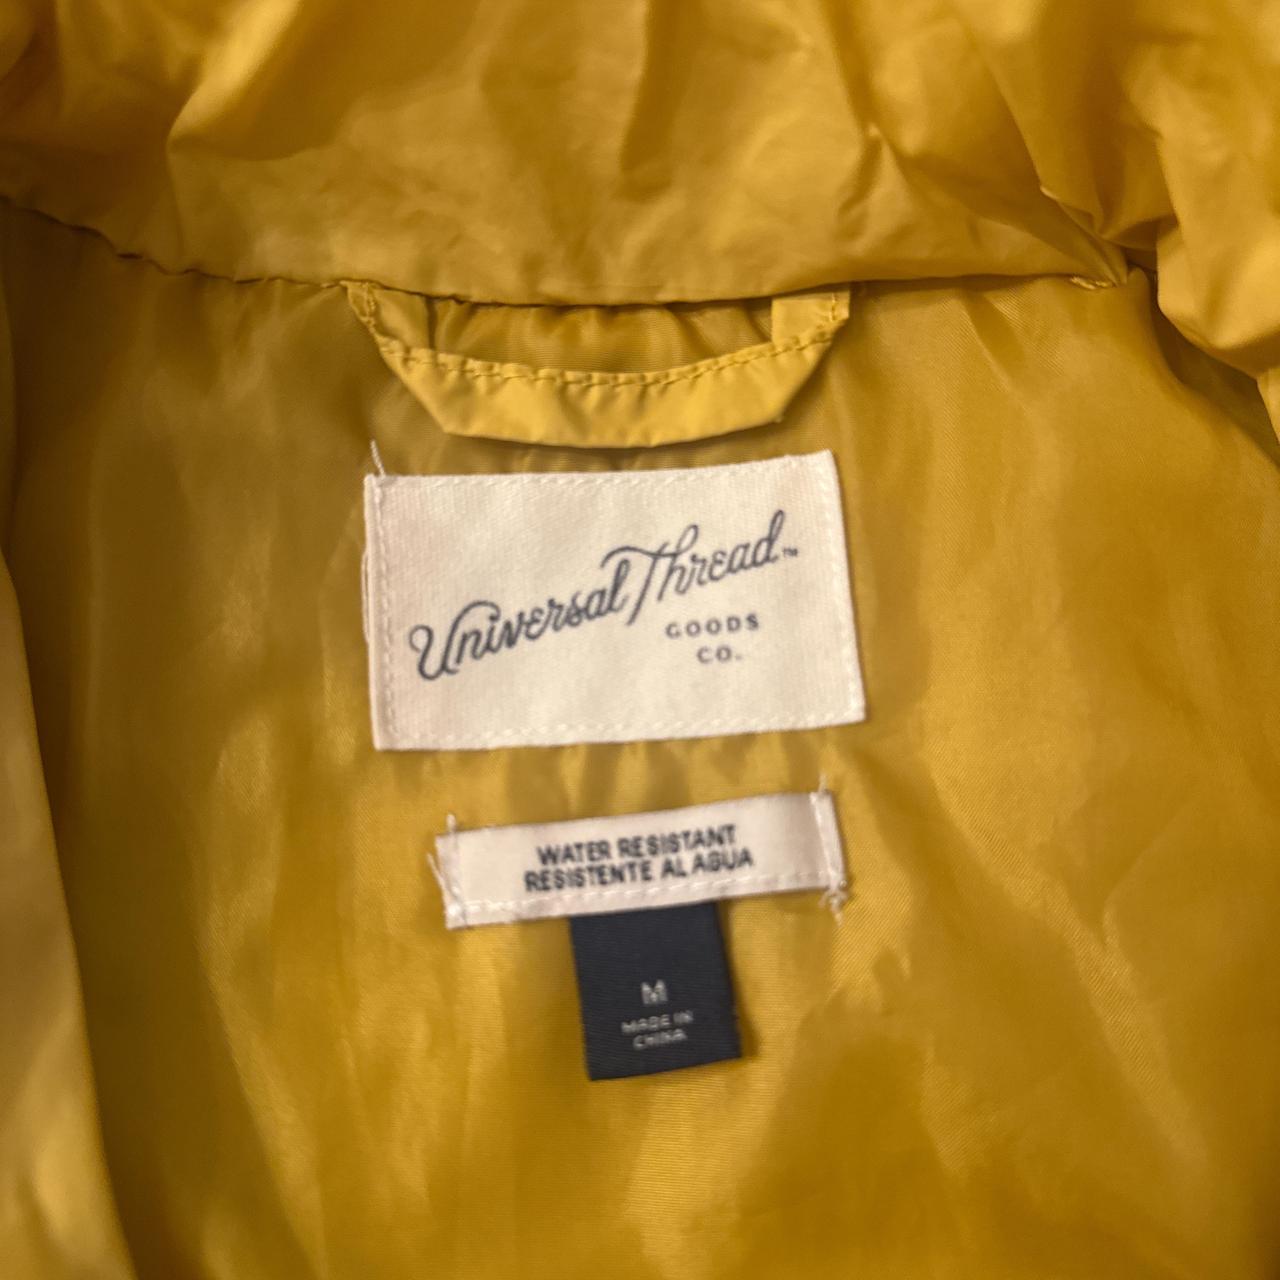 Universal Thread™
GOODS
CO.
WATER RESISTANT
RESISTENTE AL AGUA
M
MADE IN
CHINA